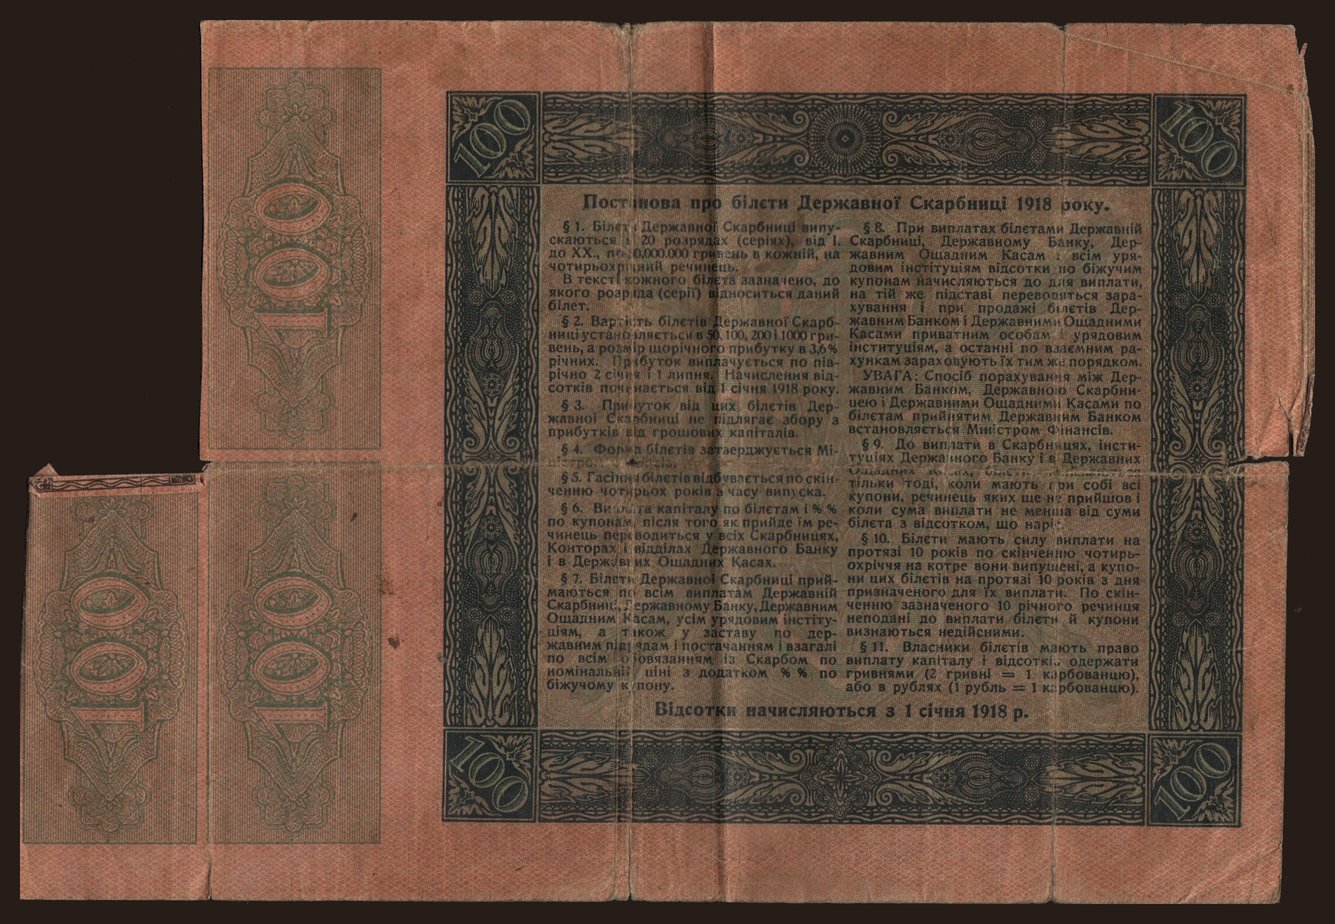 100
100
100
100
100
Постанова про білети Державної Скарбниці 1918 року.
§ 1. Білети Державної Скарбниці випу-
скаються в 20 розрядах (серіях), від I.
до XX., по гривень в кожній, на
чотирьохрічний речинець.
В тексті кожного білета зазначено, до
якого розряда (серії) відноситься даний
білет.
§ 2. Вартість білетів Державної Скарб-
ниці установляється в 50, 100, 200 і 1000 гри-
вень, а розмір щорічного прибутку в 3,6%
річних. Прибуток виплачується по пів-
річно 2 січня і 1 липня. Начислення від-
сотків починається від 1 січня 1918 року.
§ 3. Прибуток від цих білетів Дер-
жавної Скарбниці не підлягає збору з
прибутків від грошових капіталів.
§ 4. Форма білетів затверджується Мі-
§ 5. Гасіння білетів відбувається по скін-
ченню чотирьох років з часу випуска.
§ 6. Виплата капіталу по білетам і %%
по купонам, після того як прийде їм ре-
чинець переводиться у всіх Скарбницях,
Конторах і відділах Державного Банку
і в Державних Ощадних Касах.
§ 7. Білети Державної Скарбниці прий-
маються по всім виплатам Державній
Скарбниці, Державному Банку, Державним
Ощадним Касам, усім урядовим інститу-
ціям, а також у заставу по дер-
жавним підрядам і постачанням і взагалі
по всім обовязанням із Скарбом по
номінальній ціні з додатком %% по
біжучому купону.
§ 8. При виплатах білетами Державній
Скарбниці, Державному Банку, Дер-
жавним Ощадним Касам і всім уря-
довим інституціям відсотки по біжучим
купонам начисляються до дня виплати,
на тій же підставі переводяться зара-
хування і при продажі білетів Дер-
жавним Банком і Державними Ощадними
Касами приватним особам і урядовим
інституціям, а останні по взаємним ра-
хункам зараховують їх тим же порядком.
УВАГА: Спосіб порахування між Дер-
жавним Банком, Державною Скарбни-
цею і Державними Ощадними Касами по
білетам прийнятим Державним Банком
встановляється Міністром Фінансів.
§ 9. До виплати в Скарбницях, інсти-
туціях Державного Банку і в Державних
Ощадних Касах, білети
тільки тоді, коли мають при собі всі
купони, речинець яких ще не прийшов і
коли сума виплати не менша від суми
білета з відсотком, що наріс.
§ 10. Білети мають силу виплати на
протязі 10 років по скінченню чотирь-
охріччя на котре вони випущені, а купо-
ни цих білетів на протязі 10 років з дня
призначеного для їх виплати. По скін-
ченню зазначеного 10 річного речинця
неподані до виплати білети й купони
визнаються недійсними.
§ 11. Власники білетів мають право
виплату капіталу і відсотків одержати
гривнями (2 гривні = 1 карбованцю),
або в рублях (1 рубль = 1 карбованцю).
Відсотки начисляються з 1 січня 1918 р.
100
100
100
100